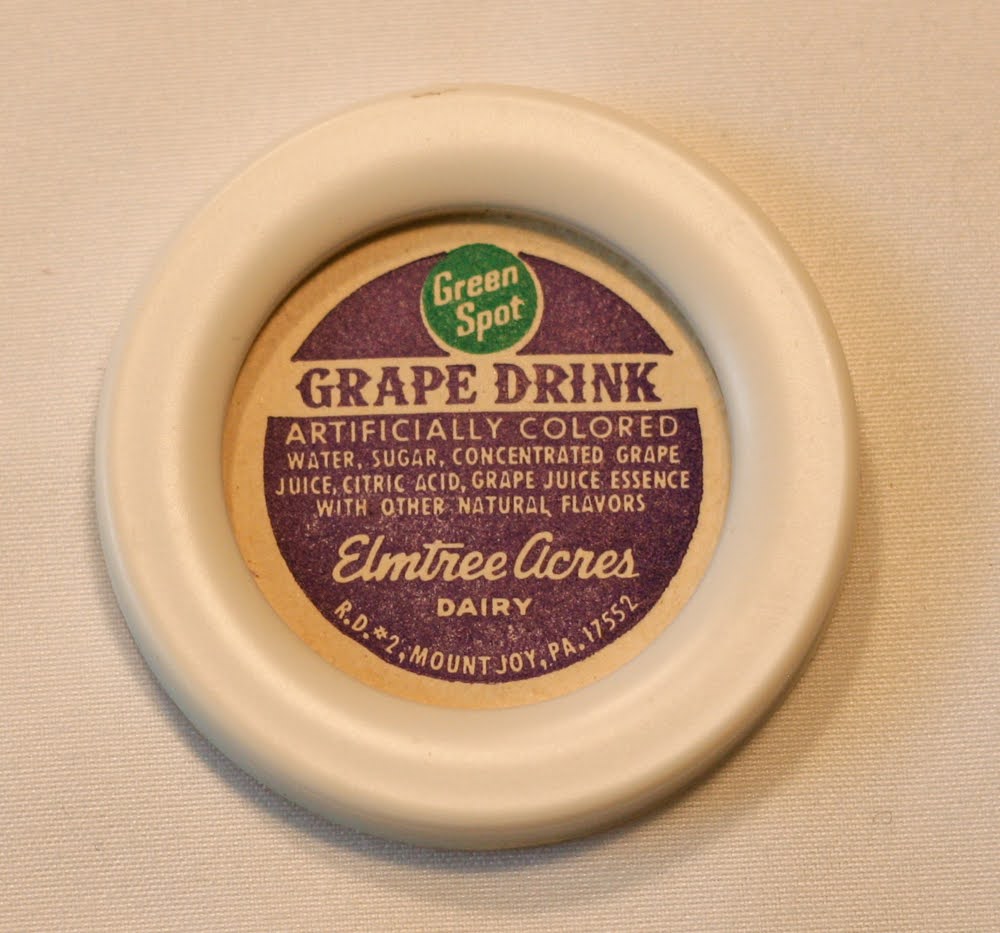 Green
Spot
GRAPE DRINK
ARTIFICIALLY COLORED
WATER, SUGAR, CONCENTRATED GRAPE
JUICE, CITRIC ACID, GRAPE JUICE ESSENCE
WITH OTHER NATURAL FLAVORS
Elmtree Acres
DAIRY
R.D. #2, MOUNT JOY, PA. 17552